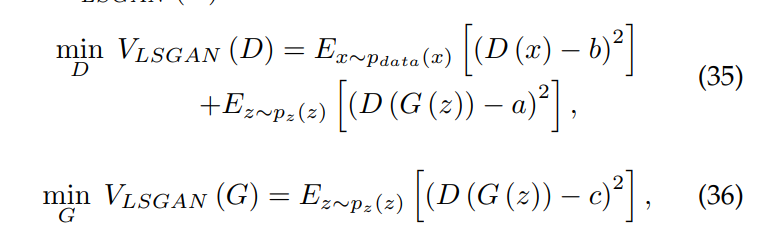 min_D V_{LSGAN} (D) = E_{x∼p_{data}(x)} [(D (x) − b)^2]
+E_{z∼p_z(z)} [(D (G (z)) − a)^2] , (35)
min_G V_{LSGAN} (G) = E_{z∼p_z(z)} [(D (G (z)) − c)^2] , (36)